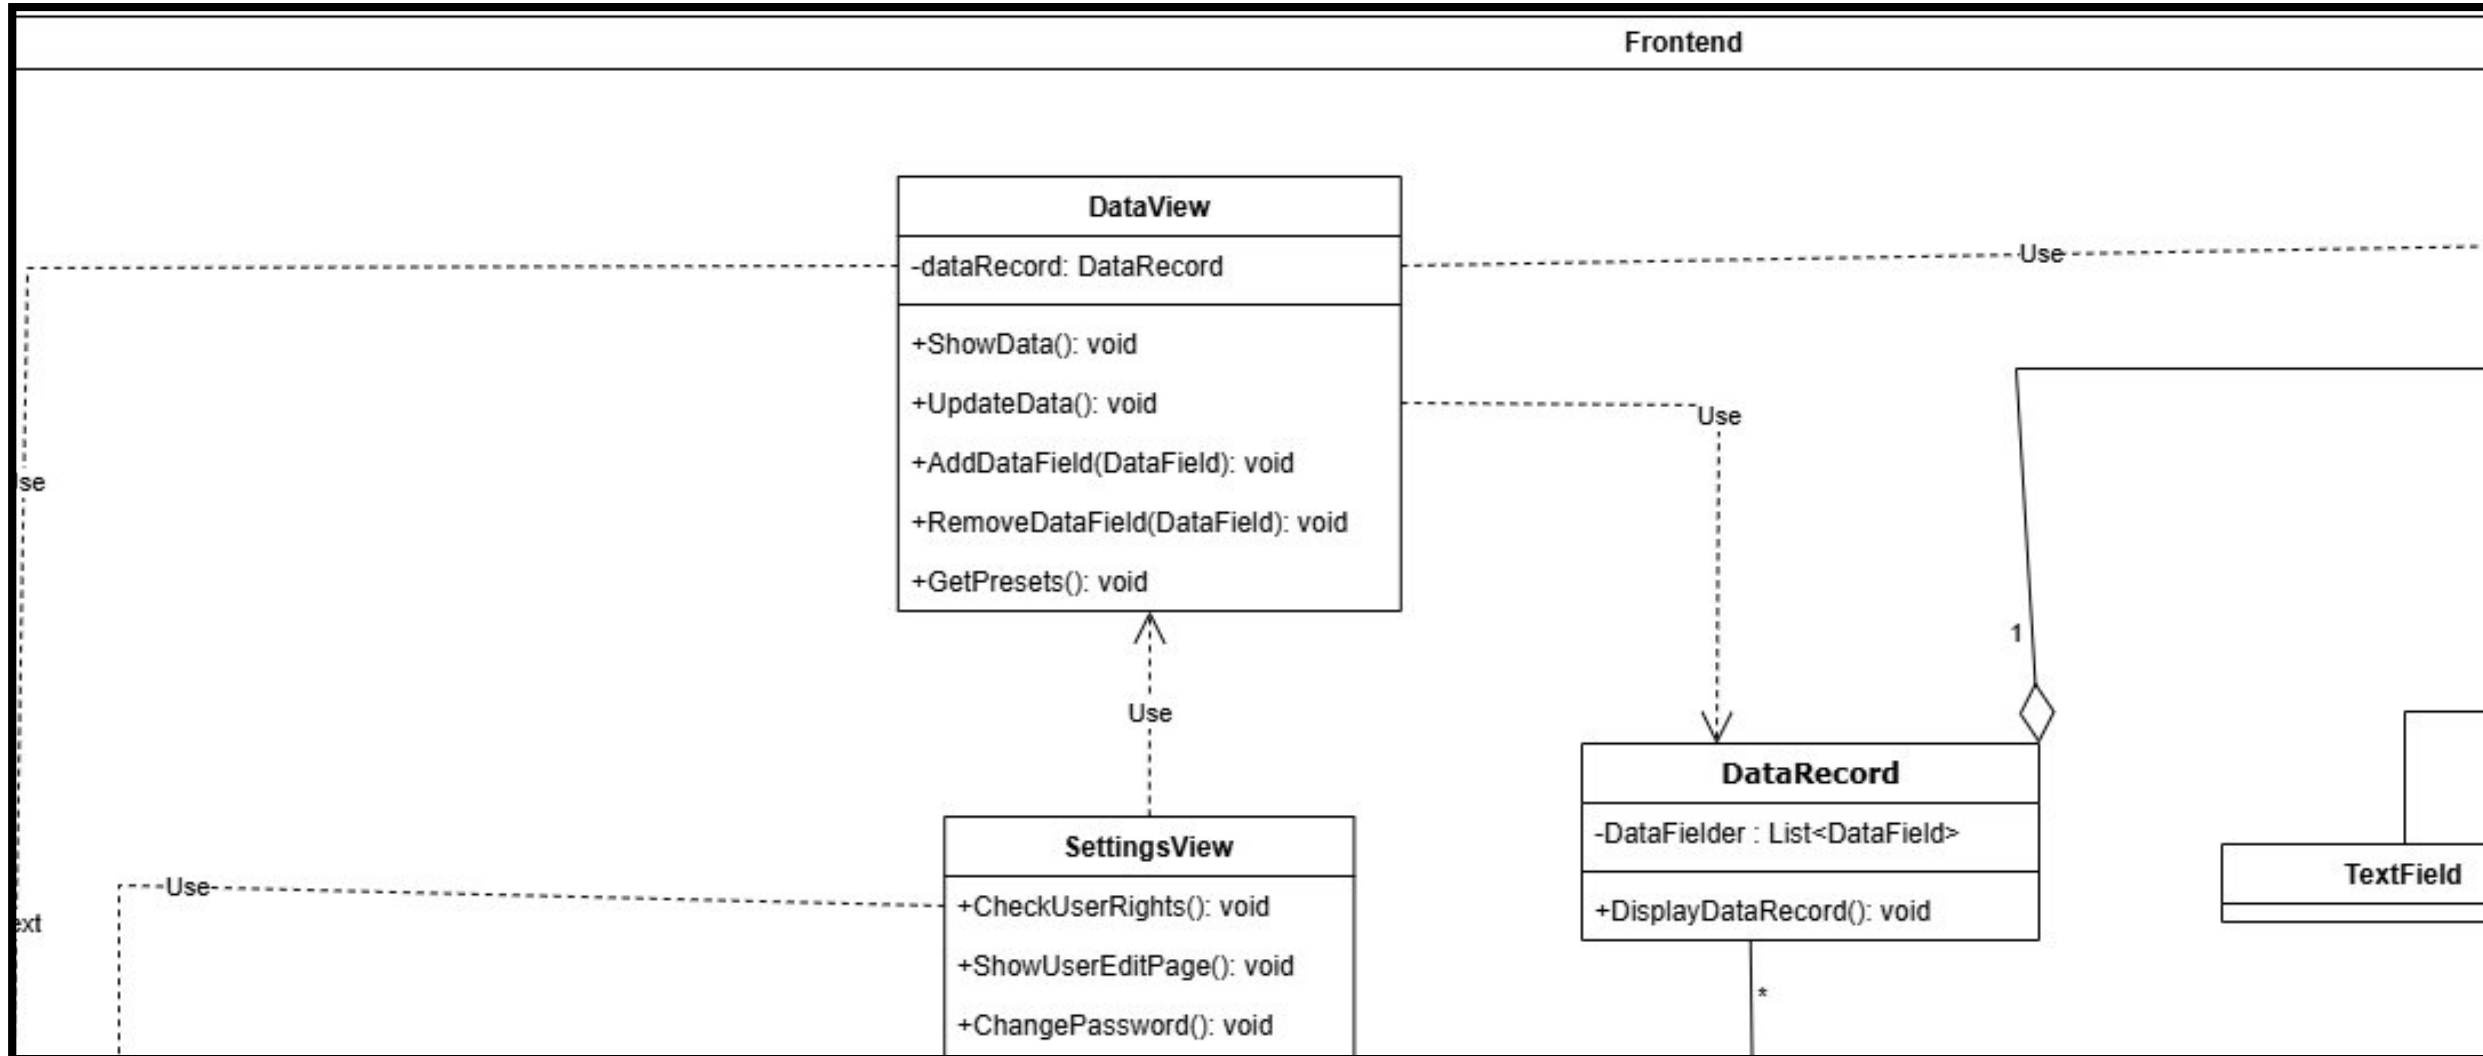 Frontend
DataView
-dataRecord: DataRecord
+ShowData(): void
+UpdateData(): void
+AddDataField(DataField): void
+RemoveDataField(DataField): void
+GetPresets(): void
Use
Use
Use
1
DataRecord
-DataFielder : List<DataField>
+DisplayDataRecord(): void
*
SettingsView
+CheckUserRights(): void
+ShowUserEditPage(): void
+ChangePassword(): void
Use
TextField